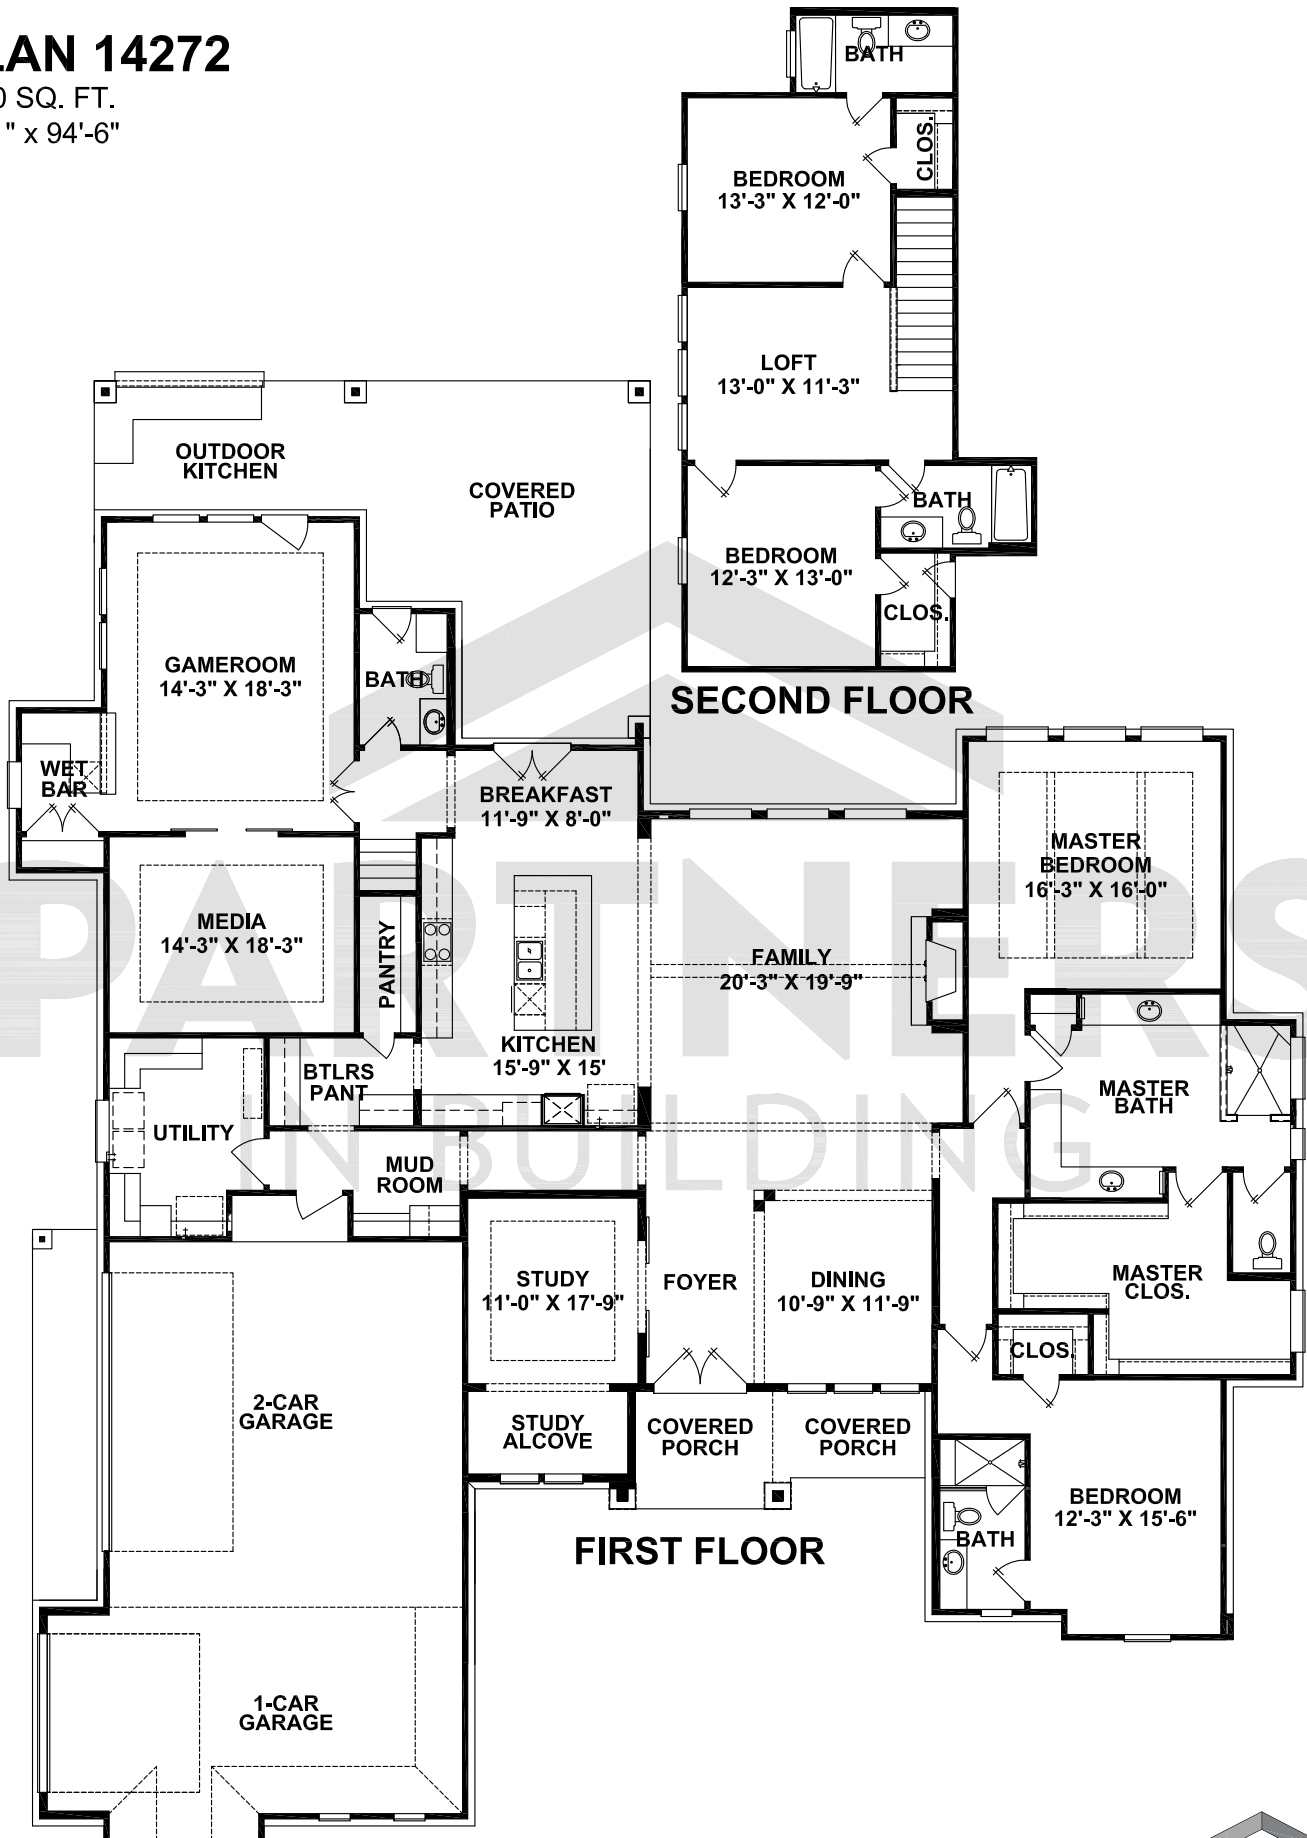 LAN 14272
0 SQ. FT.
" x 94'-6"
BATH
CLOS.
BEDROOM
13'-3" X 12'-0"
LOFT
13'-0" X 11'-3"
BATH
BEDROOM
12'-3" X 13'-0"
CLOS.
SECOND FLOOR
OUTDOOR
KITCHEN
COVERED
PATIO
GAMEROOM
14'-3" X 18'-3"
BATH
WET
BAR
BREAKFAST
11'-9" X 8'-0"
MASTER
BEDROOM
16'-3" X 16'-0"
MEDIA
14'-3" X 18'-3"
PANTRY
FAMILY
20'-3" X 19'-9"
KITCHEN
15'-9" X 15'
BTLRS
PANT
UTILITY
MUD
ROOM
MASTER
BATH
STUDY
11'-0" X 17'-9"
FOYER
DINING
10'-9" X 11'-9"
MASTER
CLOS.
CLOS.
2-CAR
GARAGE
STUDY
ALCOVE
COVERED
PORCH
COVERED
PORCH
BEDROOM
12'-3" X 15'-6"
BATH
FIRST FLOOR
1-CAR
GARAGE
PARTNERS
IN BUILDING